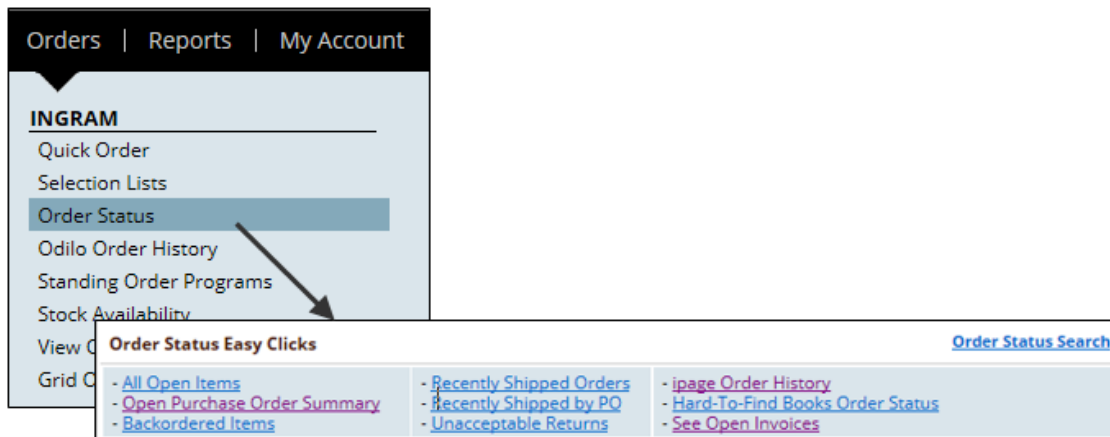 Orders | Reports | My Account
INGRAM
Quick Order
Selection Lists
Order Status
Odilo Order History
Standing Order Programs
Stock Availability
View
Grid
Order Status Easy Clicks
Order Status Search
- All Open Items
- Open Purchase Order Summary
- Backordered Items
- Recently Shipped Orders
- Recently Shipped by PO
- Unacceptable Returns
- ipage Order History
- Hard-To-Find Books Order Status
- See Open Invoices